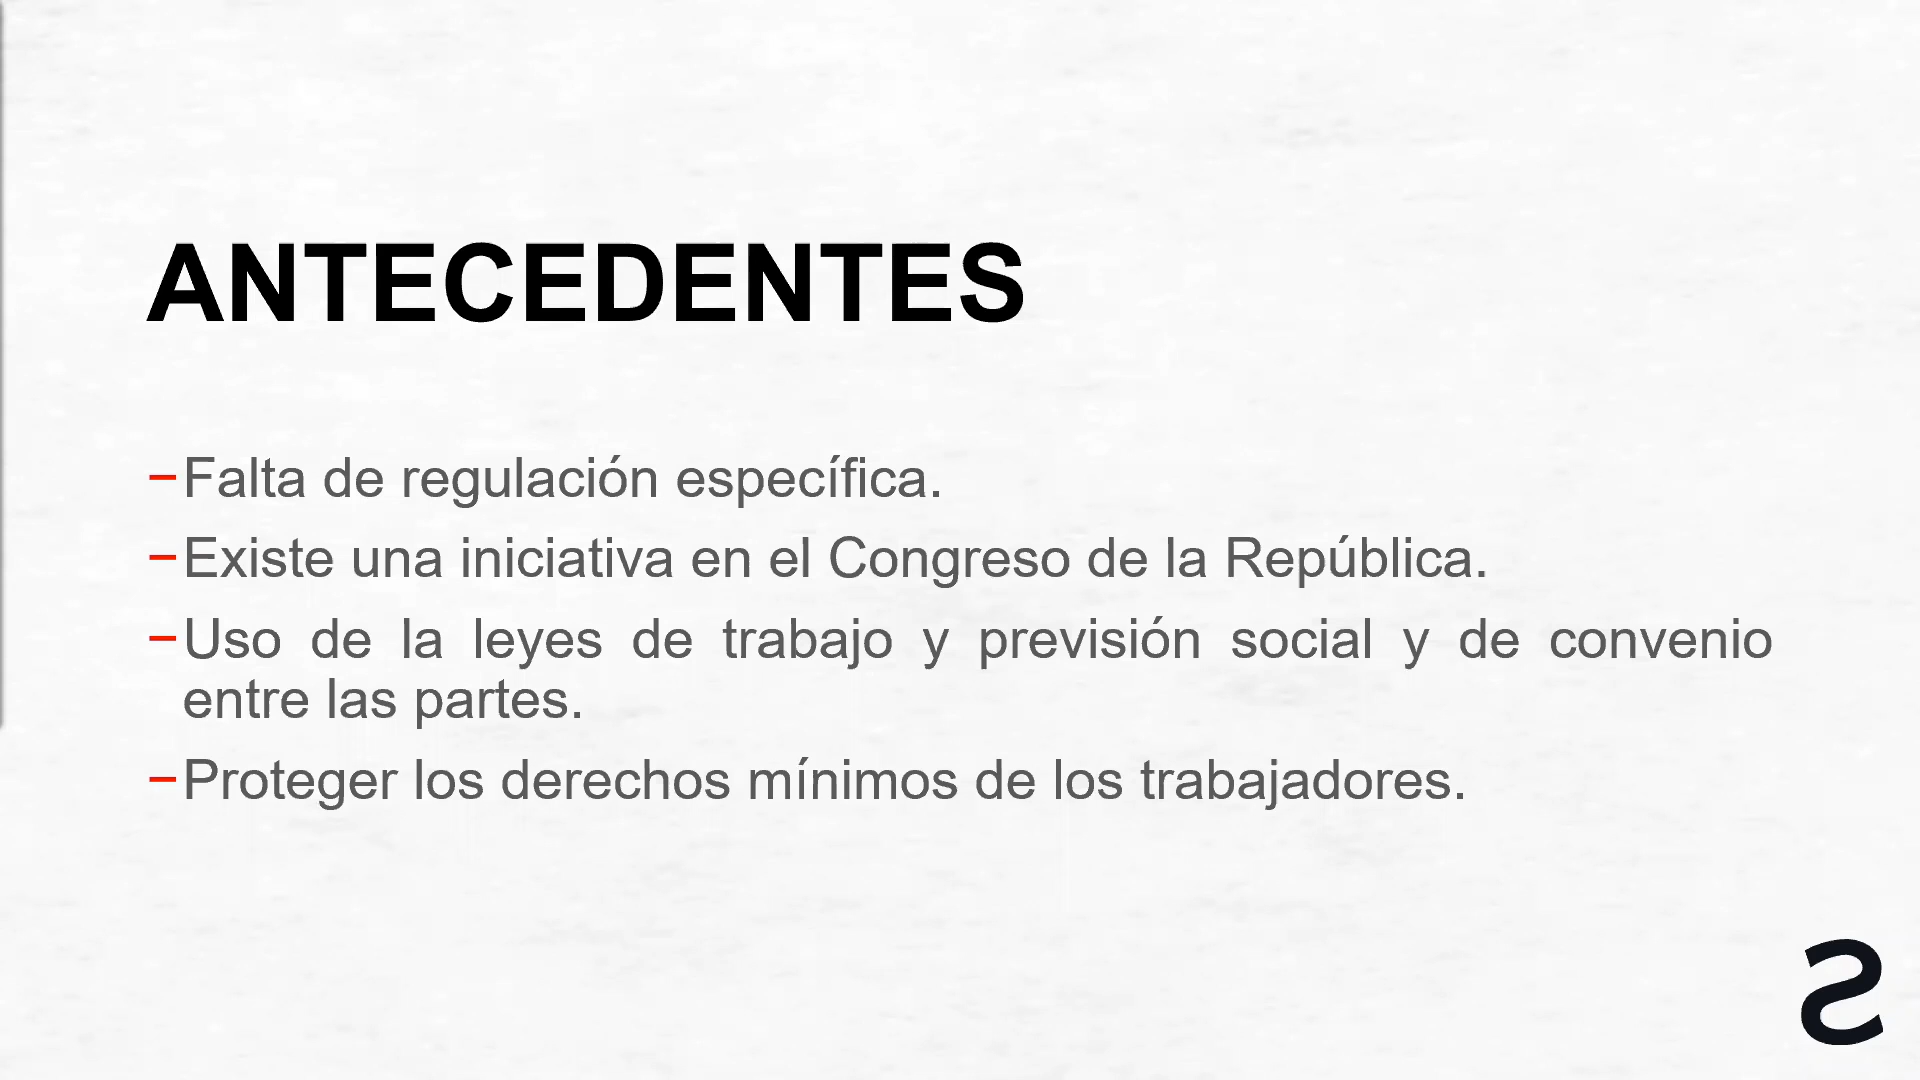 ANTECEDENTES
–Falta de regulación específica.
–Existe una iniciativa en el Congreso de la República.
–Uso de la leyes de trabajo y previsión social y de convenio
entre las partes.
–Proteger los derechos mínimos de los trabajadores.